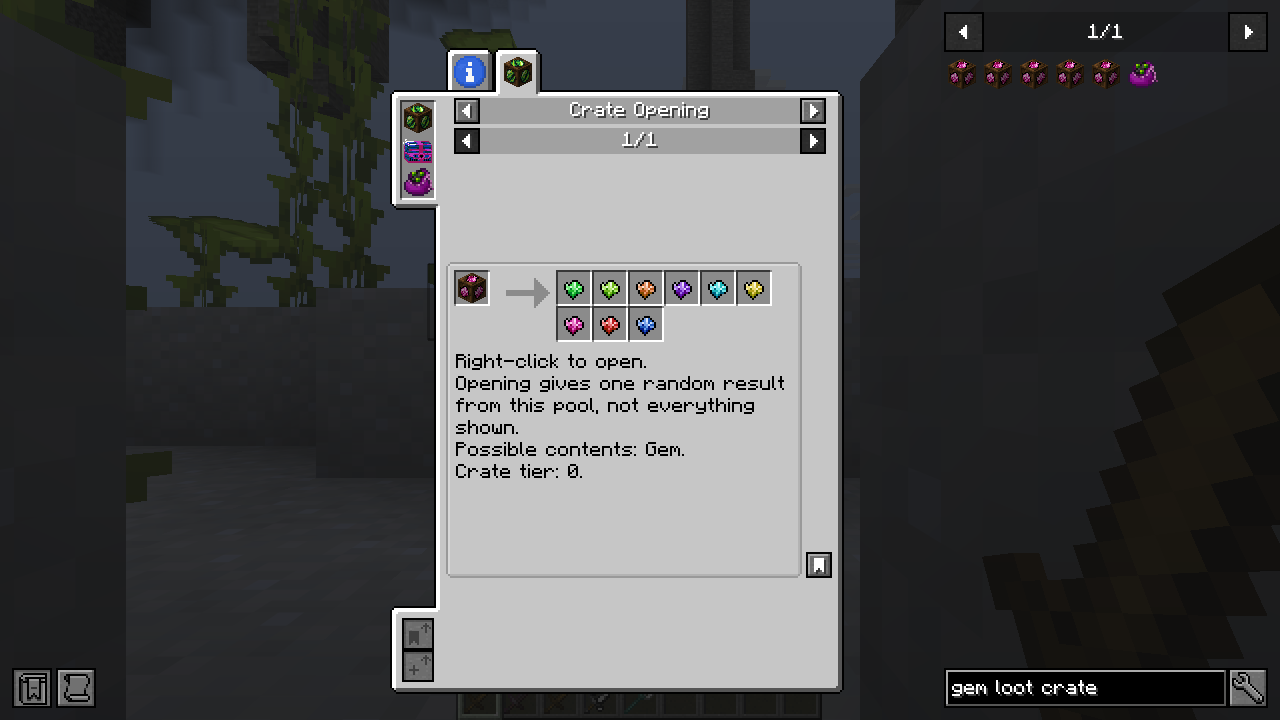 1/1
Crate Opening
1/1
Right-click to open.
Opening gives one random result
from this pool, not everything
shown.
Possible contents: Gem.
Crate tier: 0.
gem loot crate